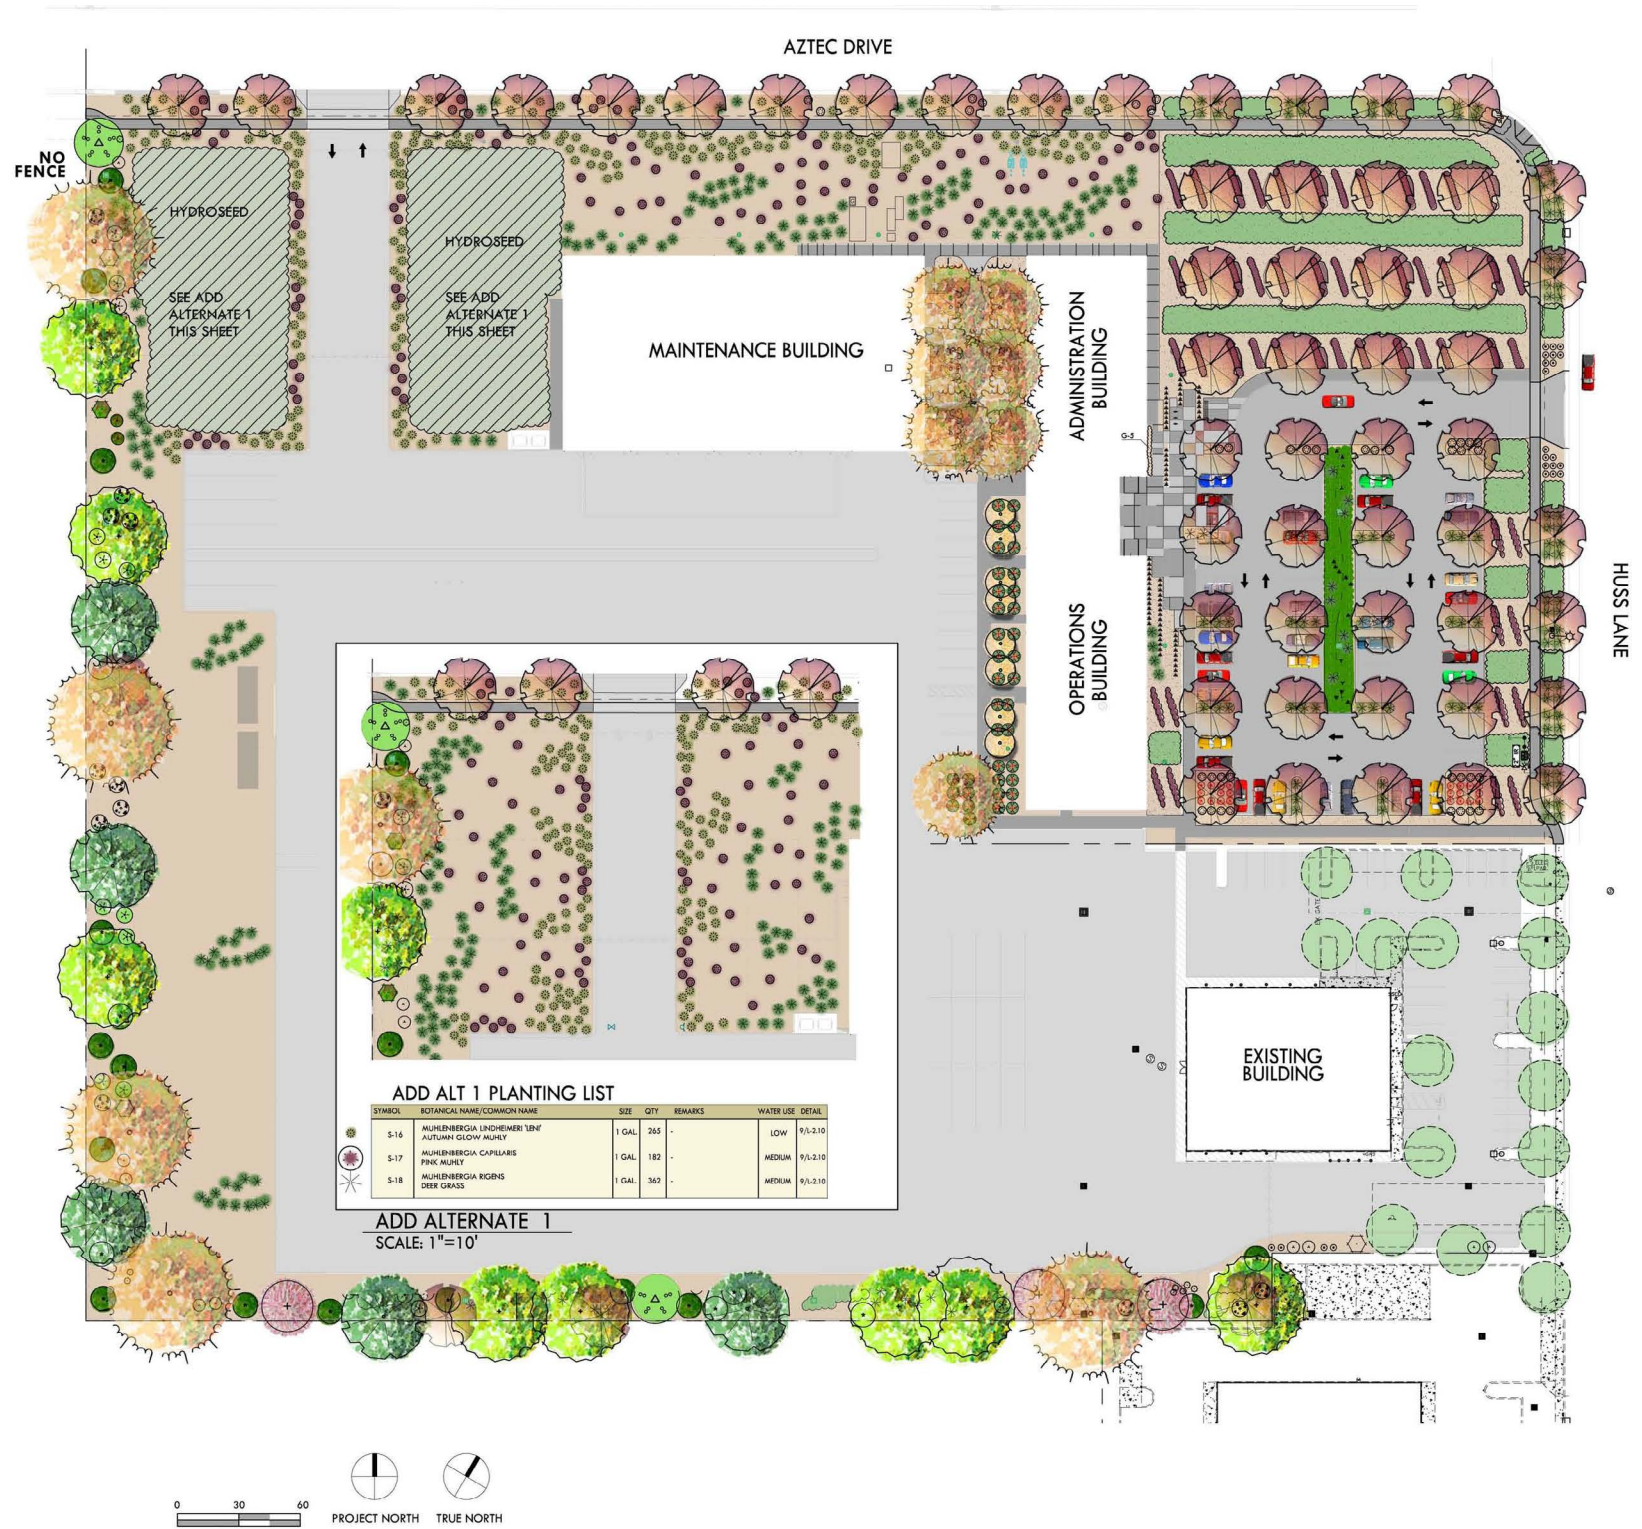 AZTEC DRIVE
NO
FENCE
HYDROSEED
HYDROSEED
SEE ADD
ALTERNATE 1
THIS SHEET
SEE ADD
ALTERNATE 1
THIS SHEET
MAINTENANCE BUILDING
ADMINISTRATION
BUILDING
G-5
OPERATIONS
BUILDING
HUSS LANE
EXISTING
BUILDING
ADD ALT 1 PLANTING LIST
SYMBOL BOTANICAL NAME/COMMON NAME SIZE QTY REMARKS WATER USE DETAIL
S-16 MUHLENBERGIA LINDHEIMERI 'LENI' 1 GAL. 265 - LOW 9/L-2.10
AUTUMN GLOW MUHLY
S-17 MUHLENBERGIA CAPILLARIS 1 GAL. 182 - MEDIUM 9/L-2.10
PINK MUHLY
S-18 MUHLENBERGIA RIGENS 1 GAL. 362 - MEDIUM 9/L-2.10
DEER GRASS
ADD ALTERNATE 1
SCALE: 1"=10'
0 30 60
PROJECT NORTH TRUE NORTH